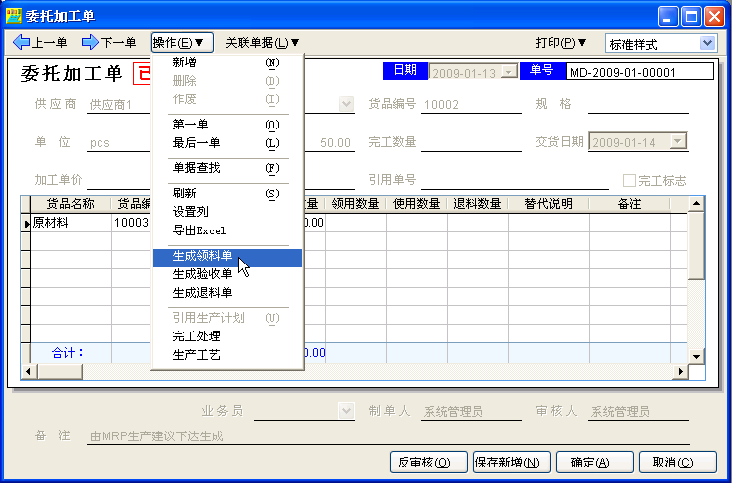 委托加工单
上一单 下一单 操作(E)▼ 关联单据(L)▼ 打印(P)▼ 标准样式
委托加工单 日期 2009-01-13 单号 MD-2009-01-00001
供应商 供应商1 货品编号 10002 规 格
单 位 pcs 50.00 完工数量 交货日期 2009-01-14
加工单价 引用单号 完工标志
新增 (N)
删除 (D)
作废 (I)
第一单
最后一单 (L)
单据查找 (F)
刷新 (S)
设置列
导出Excel
生成领料单
生成验收单
生成退料单
引用生产计划 (U)
完工处理
生产工艺
货品名称 领用数量 使用数量 退料数量 替代说明 备注
原材料 10003
合计：
业务员 制单人 系统管理员 审核人 系统管理员
备 注 由MRP生产建议下达生成
反审核(O) 保存新增(N) 确定(A) 取消(C)